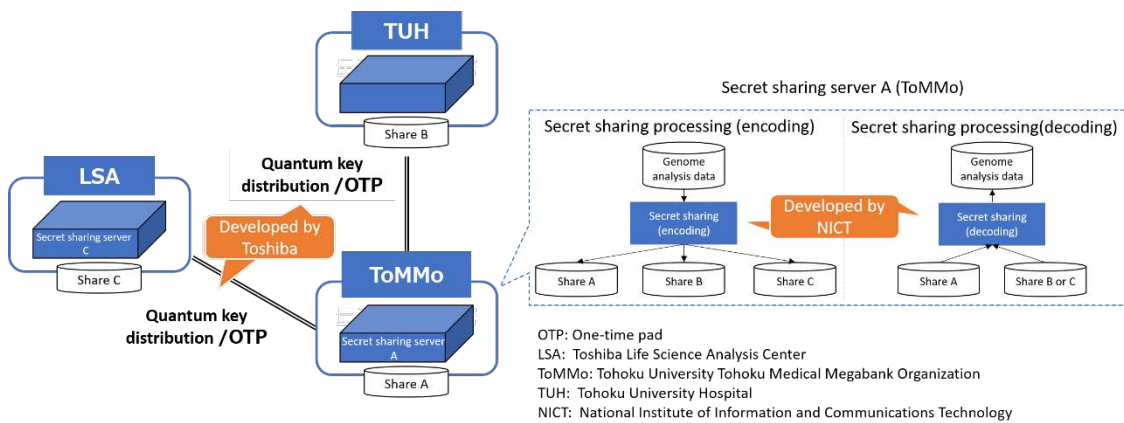 TUH
Share B
Quantum key
distribution /OTP
LSA
Secret sharing server
C
Share C
Developed by
Toshiba
Quantum key
distribution /OTP
ToMMo
Secret sharing server
A
Share A
Secret sharing server A (ToMMo)
Secret sharing processing (encoding)
Genome
analysis data
Secret sharing
(encoding)
Share A
Share B
Share C
Developed by
NICT
Secret sharing processing(decoding)
Genome
analysis data
Secret sharing
(decoding)
Share A
Share B or C
OTP: One-time pad
LSA: Toshiba Life Science Analysis Center
ToMMo: Tohoku University Tohoku Medical Megabank Organization
TUH: Tohoku University Hospital
NICT: National Institute of Information and Communications Technology